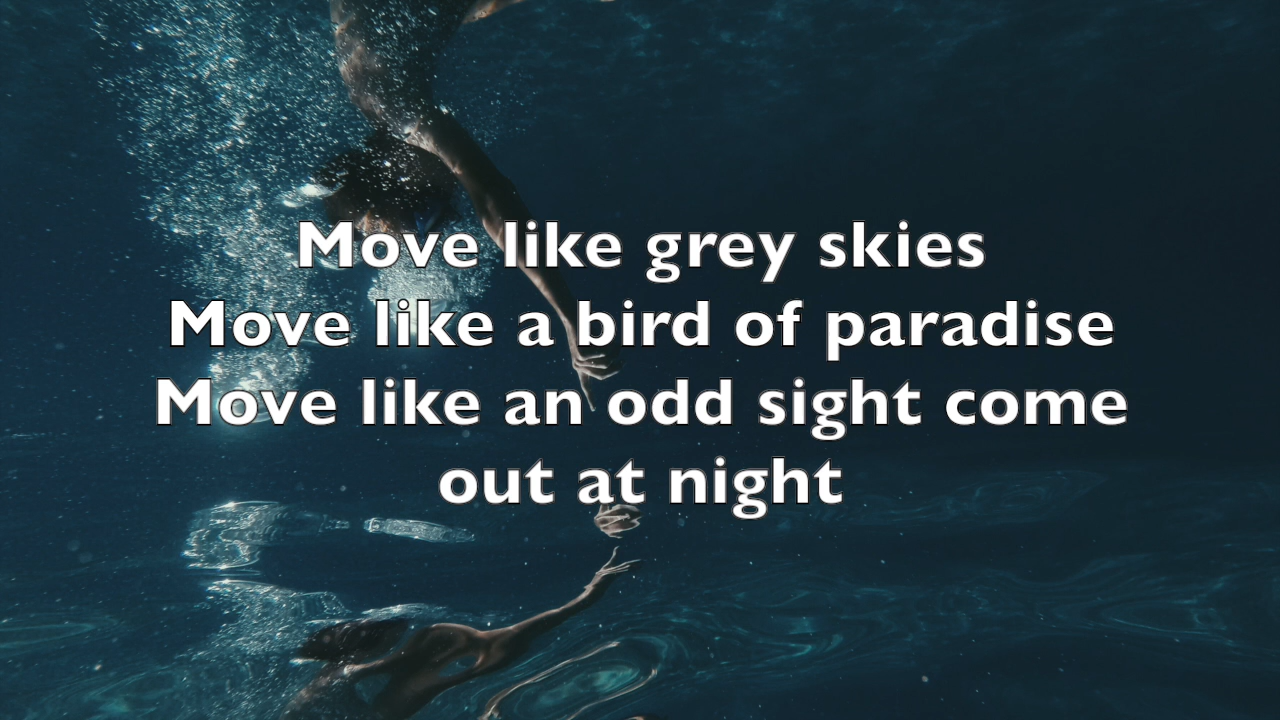 Move like grey skies
Move like a bird of paradise
Move like an odd sight come
out at night